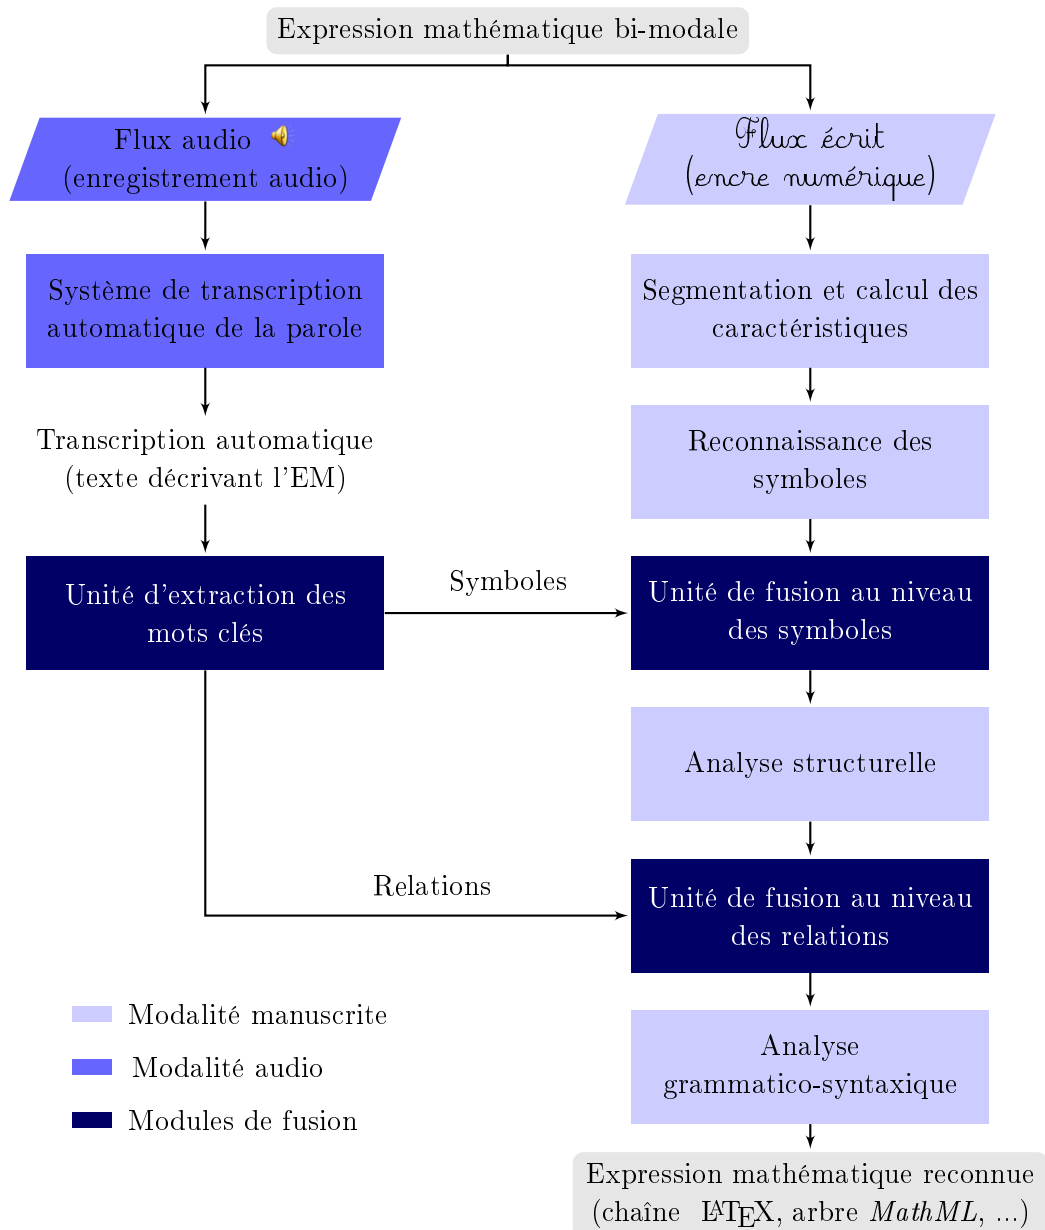 Expression mathématique bi-modale
Flux audio
(enregistrement audio)
Flux écrit
(encre numérique)
Système de transcription
automatique de la parole
Segmentation et calcul des
caractéristiques
Transcription automatique
(texte décrivant l'EM)
Reconnaissance des
symboles
Unité d'extraction des
mots clés
Symboles
Unité de fusion au niveau
des symboles
Analyse structurelle
Relations
Unité de fusion au niveau
des relations
Modalité manuscrite
Modalité audio
Modules de fusion
Analyse
grammatico-syntaxique
Expression mathématique reconnue
(chaîne LATEX, arbre MathML, ...)